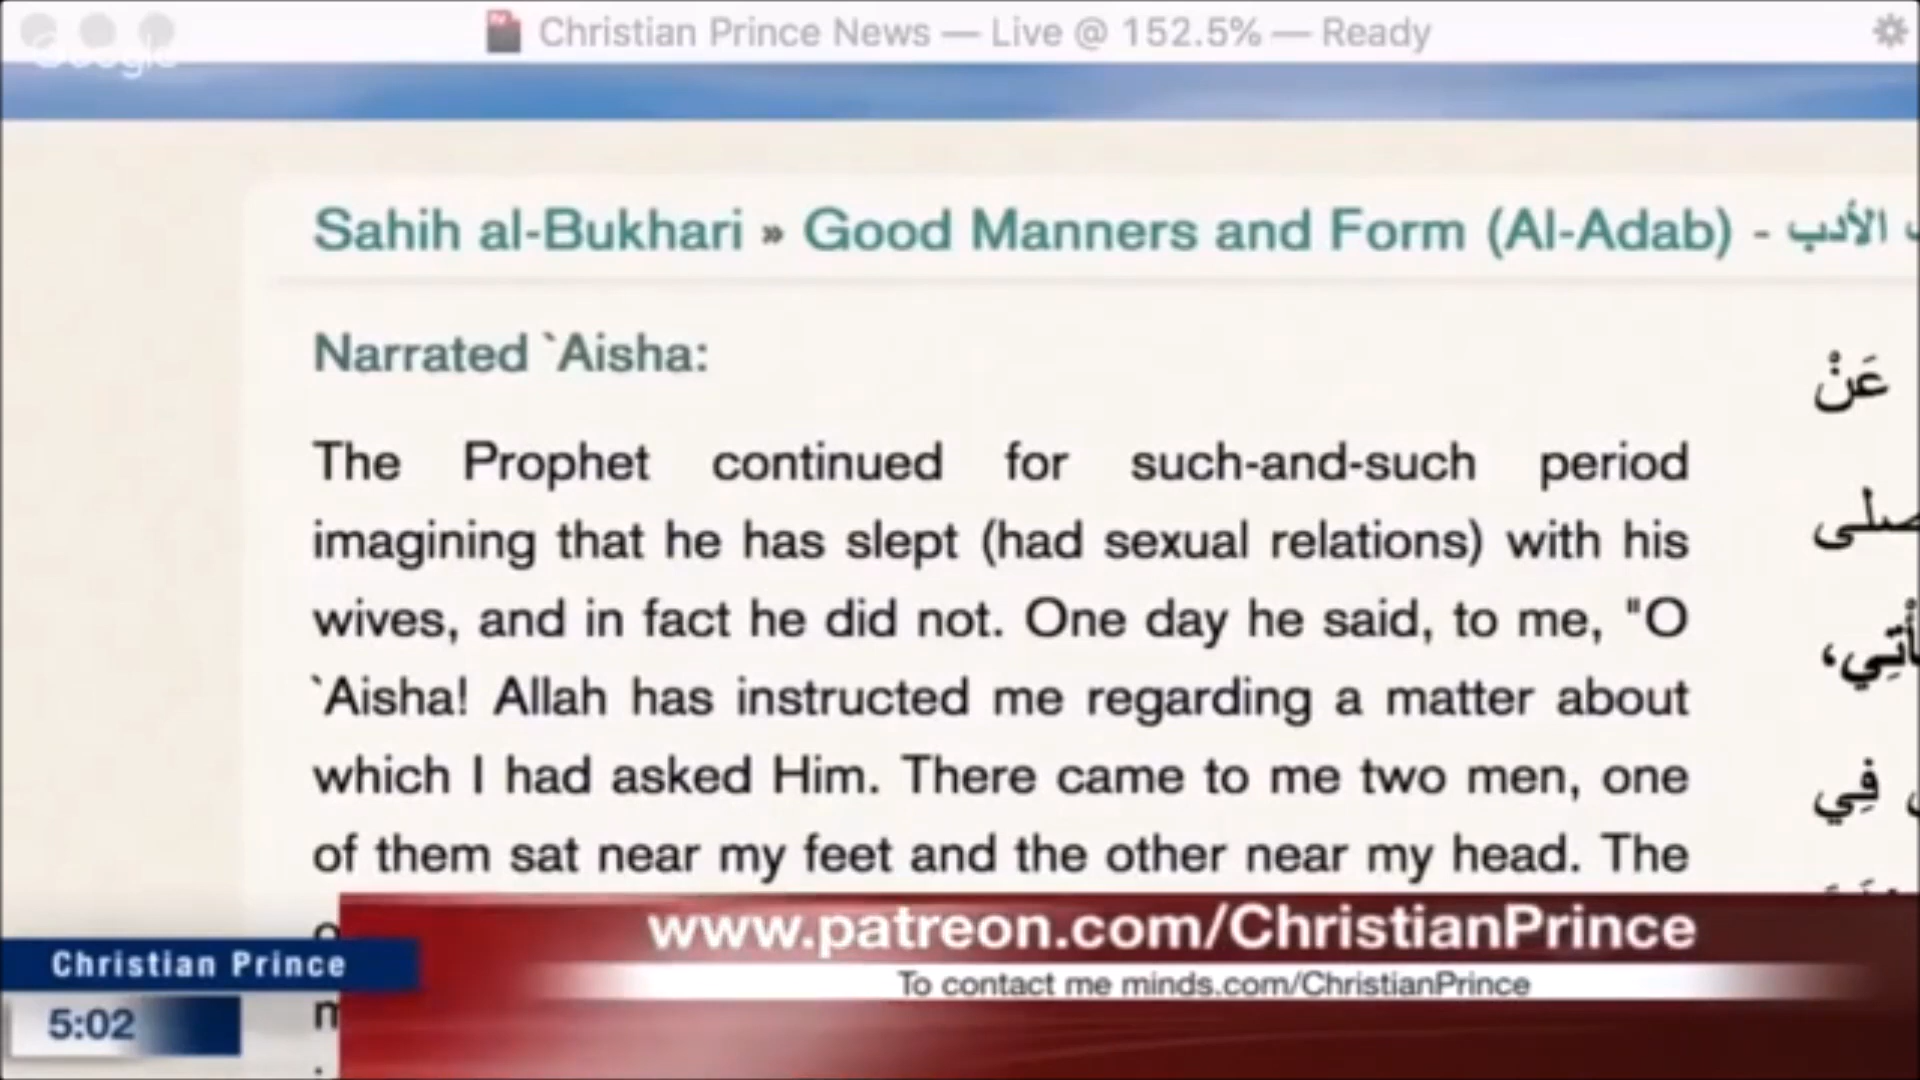 Christian Prince News — Live @ 152.5% — Ready
Google
Sahih al-Bukhari » Good Manners and Form (Al-Adab) - الأدب
Narrated `Aisha:
عَنْ
The Prophet continued for such-and-such period
imagining that he has slept (had sexual relations) with his
صلى
wives, and in fact he did not. One day he said, to me, "O
`Aisha! Allah has instructed me regarding a matter about
which I had asked Him. There came to me two men, one
فِي
of them sat near my feet and the other near my head. The
www.patreon.com/ChristianPrince
Christian Prince
To contact me minds.com/ChristianPrince
5:02